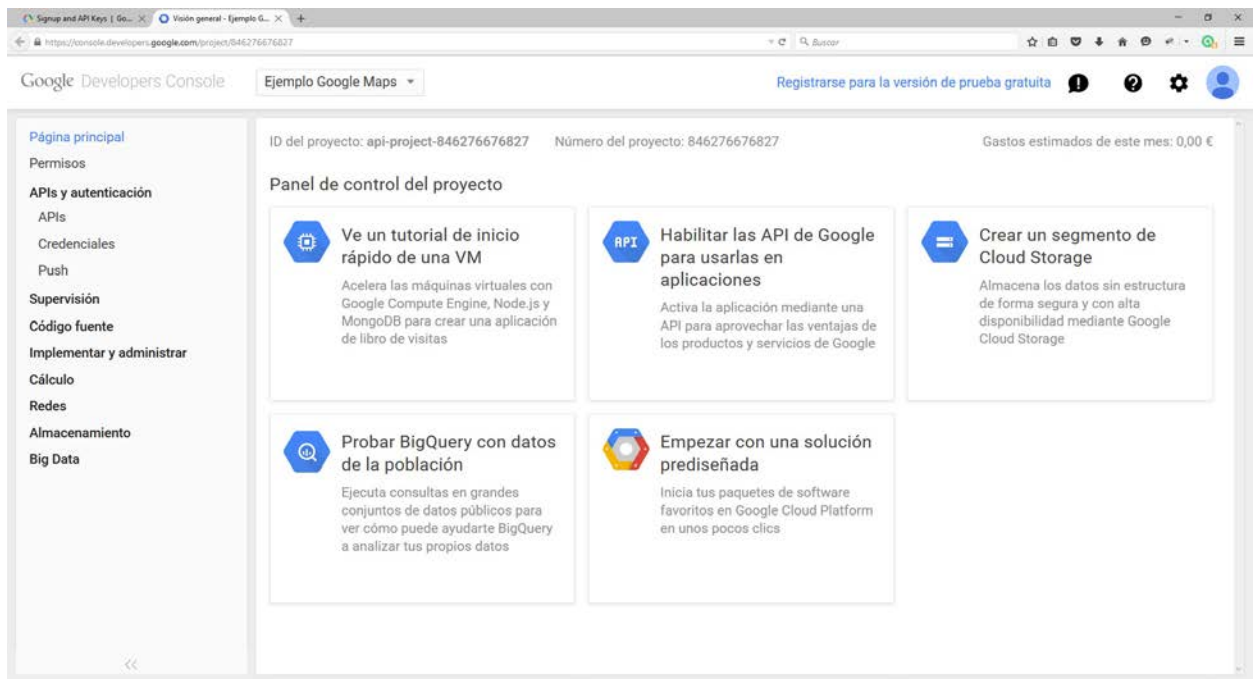 Signup and API Keys | Go...
Visión general - Ejemplo G...
https://console.developers.google.com/project/846276676827
Buscar
Google Developers Console
Ejemplo Google Maps
Registrarse para la versión de prueba gratuita
Página principal
Permisos
APIs y autenticación
APIs
Credenciales
Push
Supervisión
Código fuente
Implementar y administrar
Cálculo
Redes
Almacenamiento
Big Data
ID del proyecto: api-project-846276676827
Número del proyecto: 846276676827
Gastos estimados de este mes: 0,00 €
Panel de control del proyecto
Ve un tutorial de inicio
rápido de una VM
Acelera las máquinas virtuales con
Google Compute Engine, Node.js y
MongoDB para crear una aplicación
de libro de visitas
API
Habilitar las API de Google
para usarlas en
aplicaciones
Activa la aplicación mediante una
API para aprovechar las ventajas de
los productos y servicios de Google
Crear un segmento de
Cloud Storage
Almacena los datos sin estructura
de forma segura y con alta
disponibilidad mediante Google
Cloud Storage
Probar BigQuery con datos
de la población
Ejecuta consultas en grandes
conjuntos de datos públicos para
ver cómo puede ayudarte BigQuery
a analizar tus propios datos
Empezar con una solución
prediseñada
Inicia tus paquetes de software
favoritos en Google Cloud Platform
en unos pocos clics